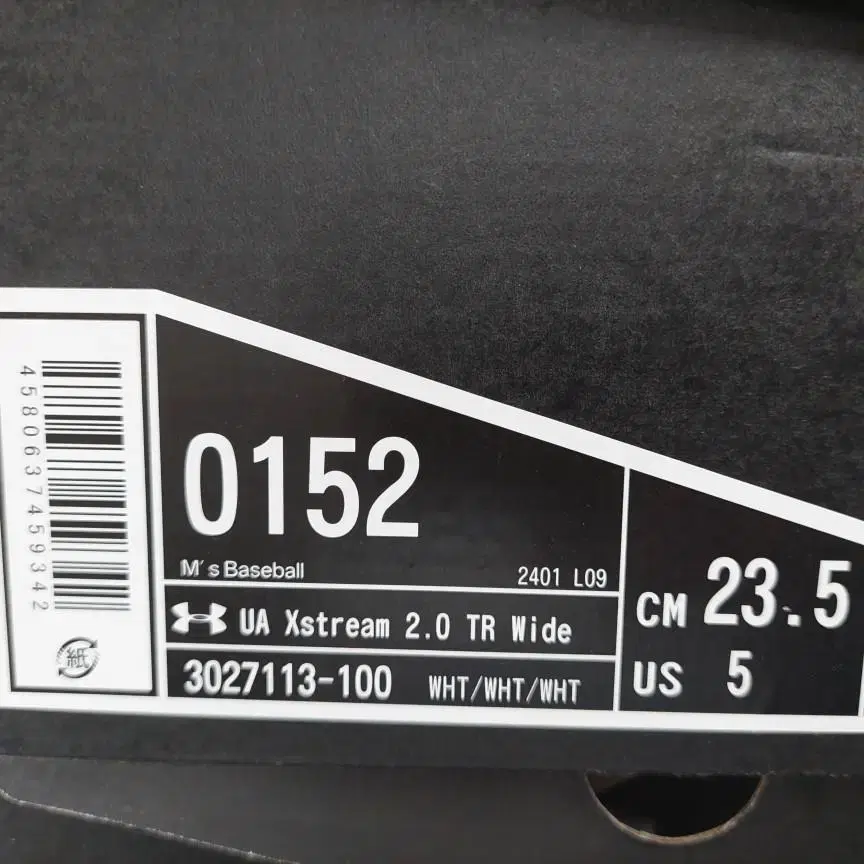 4580637459342
紙
0152
M's Baseball
2401 L09
UA Xstream 2.0 TR Wide
3027113-100 WHT/WHT/WHT
CM 23.5
US 5